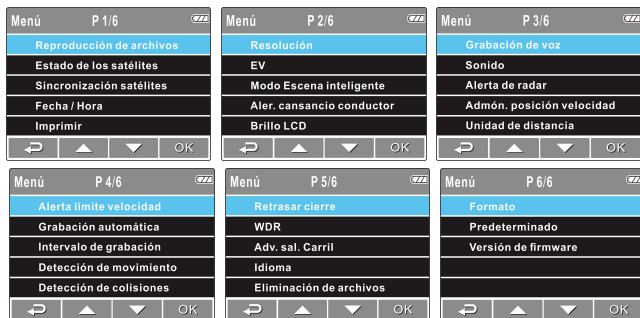 Menú P 1/6
Reproducción de archivos
Estado de los satélites
Sincronización satélites
Fecha / Hora
Imprimir
OK
Menú P 2/6
Resolución
EV
Modo Escena inteligente
Aler. cansancio conductor
Brillo LCD
OK
Menú P 3/6
Grabación de voz
Sonido
Alerta de radar
Admón. posición velocidad
Unidad de distancia
OK
Menú P 4/6
Alerta límite velocidad
Grabación automática
Intervalo de grabación
Detección de movimiento
Detección de colisiones
OK
Menú P 5/6
Retrasar cierre
WDR
Adv. sal. Carril
Idioma
Eliminación de archivos
OK
Menú P 6/6
Formato
Predeterminado
Versión de firmware
OK